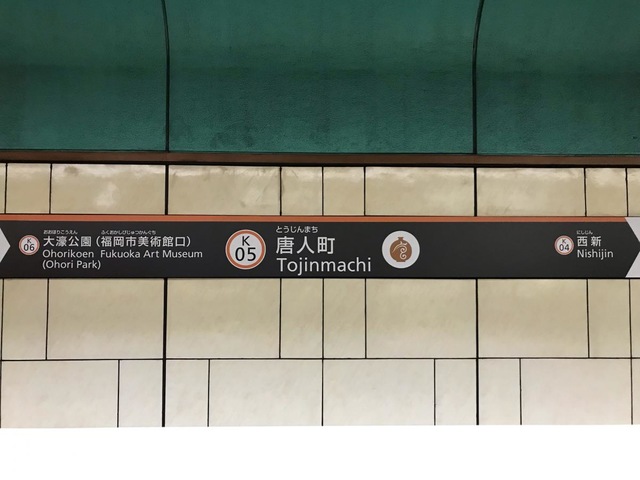 K
06
おおほりこうえん ふくおかしびじゅつかんぐち
大濠公園（福岡市美術館口）
Ohorikoen Fukuoka Art Museum
(Ohori Park)
K
05
とうじんまち
唐人町
Tojinmachi
K
04
にしじん
西新
Nishijin